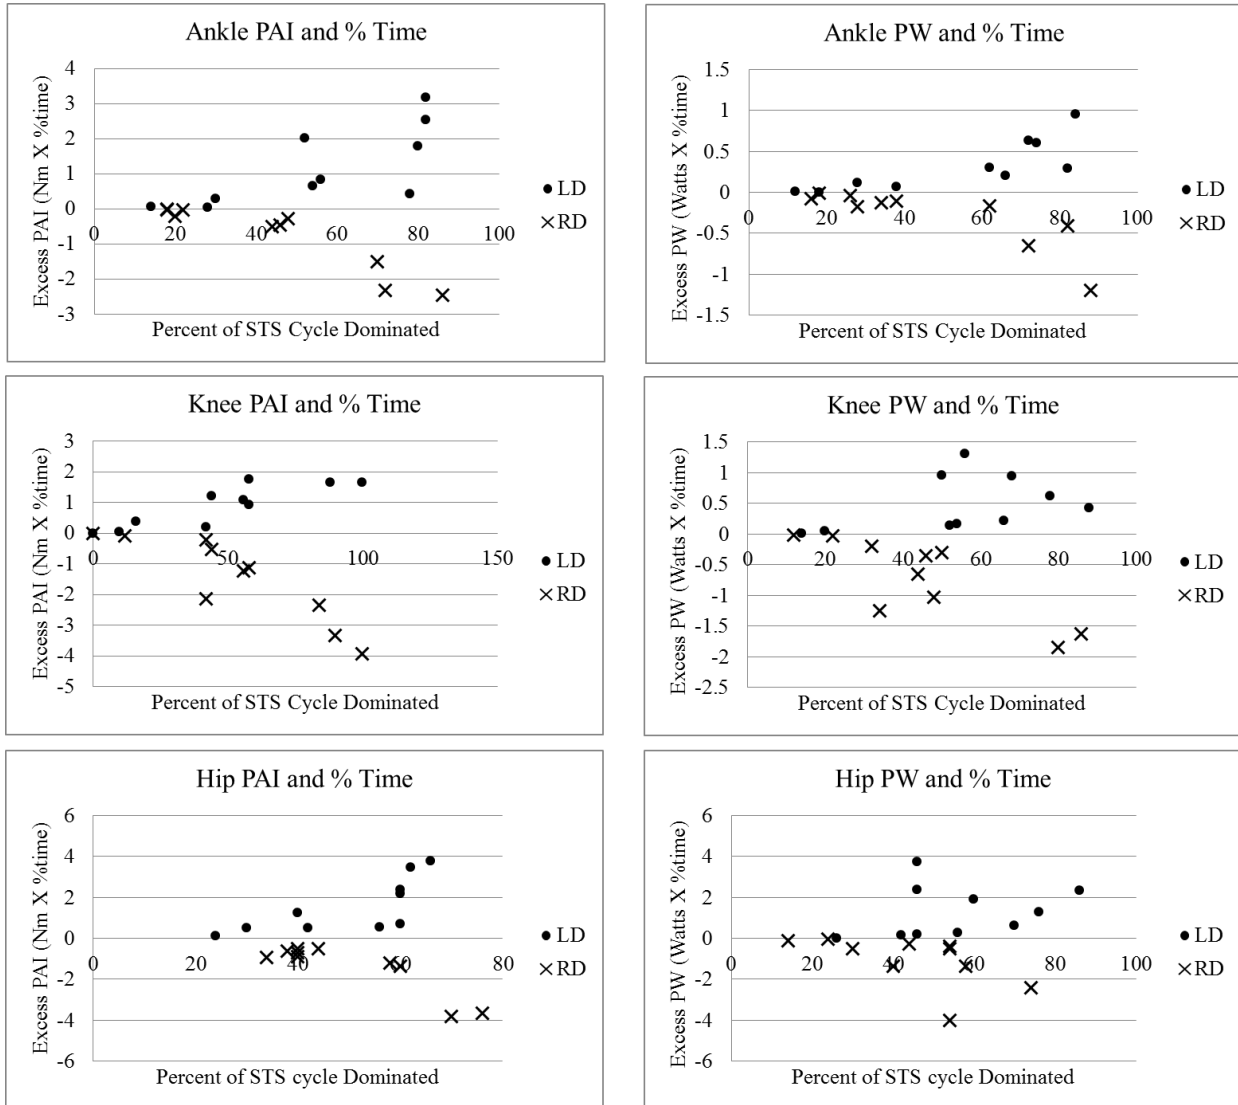 Ankle PAI and % Time
Excess PAI (Nm X %time)
4
3
2
1
0
-1
-2
-3
0
20
40
60
80
100
Percent of STS Cycle Dominated
LD
RD
Ankle PW and % Time
Excess PW (Watts X %time)
1.5
1
0.5
0
-0.5
-1
-1.5
0
20
40
60
80
100
Percent of STS Cycle Dominated
LD
RD
Knee PAI and % Time
Excess PAI (Nm X %time)
3
2
1
0
-1
-2
-3
-4
-5
0
50
100
150
Percent of STS Cycle Dominated
LD
RD
Knee PW and % Time
Excess PW (Watts X %time)
1.5
1
0.5
0
-0.5
-1
-1.5
-2
-2.5
0
20
40
60
80
100
Percent of STS Cycle Dominated
LD
RD
Hip PAI and % Time
Excess PAI (Nm X %time)
6
4
2
0
-2
-4
-6
0
20
40
60
80
Percent of STS cycle Dominated
LD
RD
Hip PW and % Time
Excess PW (Watts X %time)
6
4
2
0
-2
-4
-6
0
20
40
60
80
100
Percent of STS cycle Dominated
LD
RD